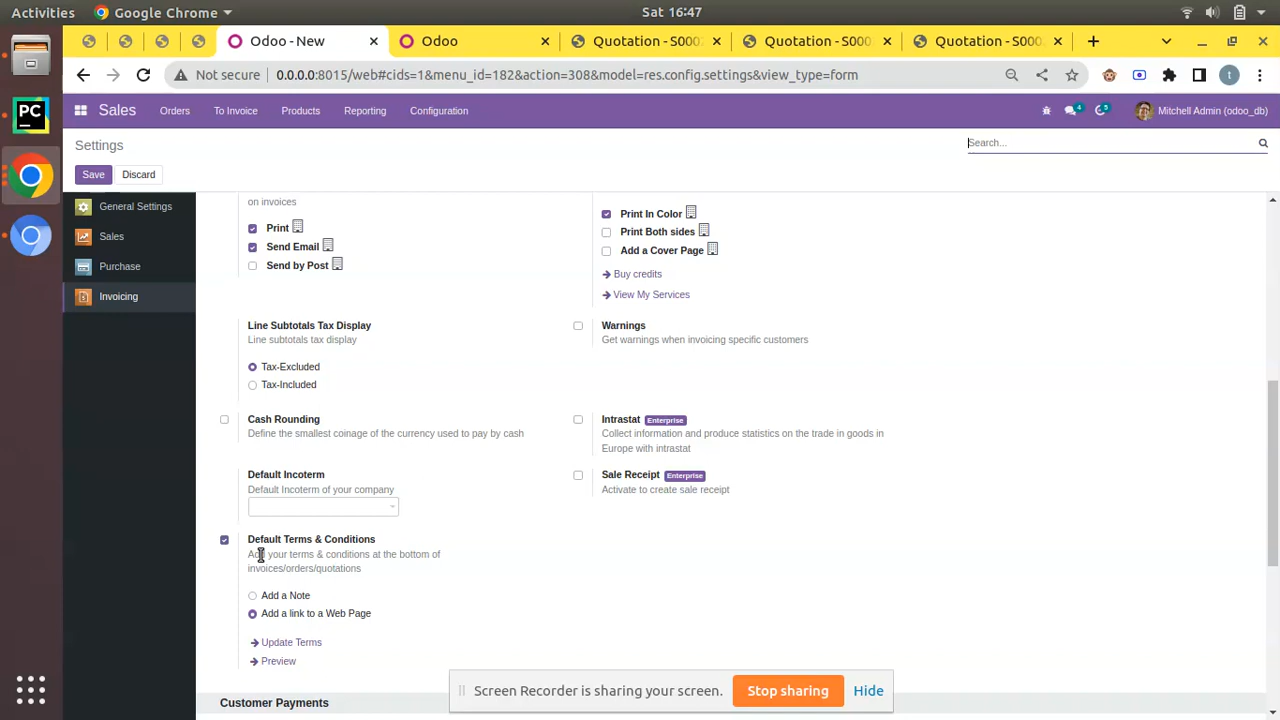 Activities
Google Chrome
Sat 16:47
Odoo - New
Odoo
Quotation - S000
Quotation - S000
Quotation - S000
Not secure
0.0.0.0:8015/web#cids=1&menu_id=182&action=308&model=res.config.settings&view_type=form
t
PC
Sales
Orders
To Invoice
Products
Reporting
Configuration
4
5
Mitchell Admin (odoo_db)
Settings
Search...
Save
Discard
General Settings
Sales
Purchase
Invoicing
on invoices
Print
Send Email
Send by Post
Print In Color
Print Both sides
Add a Cover Page
Buy credits
View My Services
Line Subtotals Tax Display
Line subtotals tax display
Tax-Excluded
Tax-Included
Warnings
Get warnings when invoicing specific customers
Cash Rounding
Define the smallest coinage of the currency used to pay by cash
Intrastat Enterprise
Collect information and produce statistics on the trade in goods in
Europe with intrastat
Default Incoterm
Default Incoterm of your company
Sale Receipt Enterprise
Activate to create sale receipt
Default Terms & Conditions
Add your terms & conditions at the bottom of
invoices/orders/quotations
Add a Note
Add a link to a Web Page
Update Terms
Preview
Customer Payments
Screen Recorder is sharing your screen.
Stop sharing
Hide